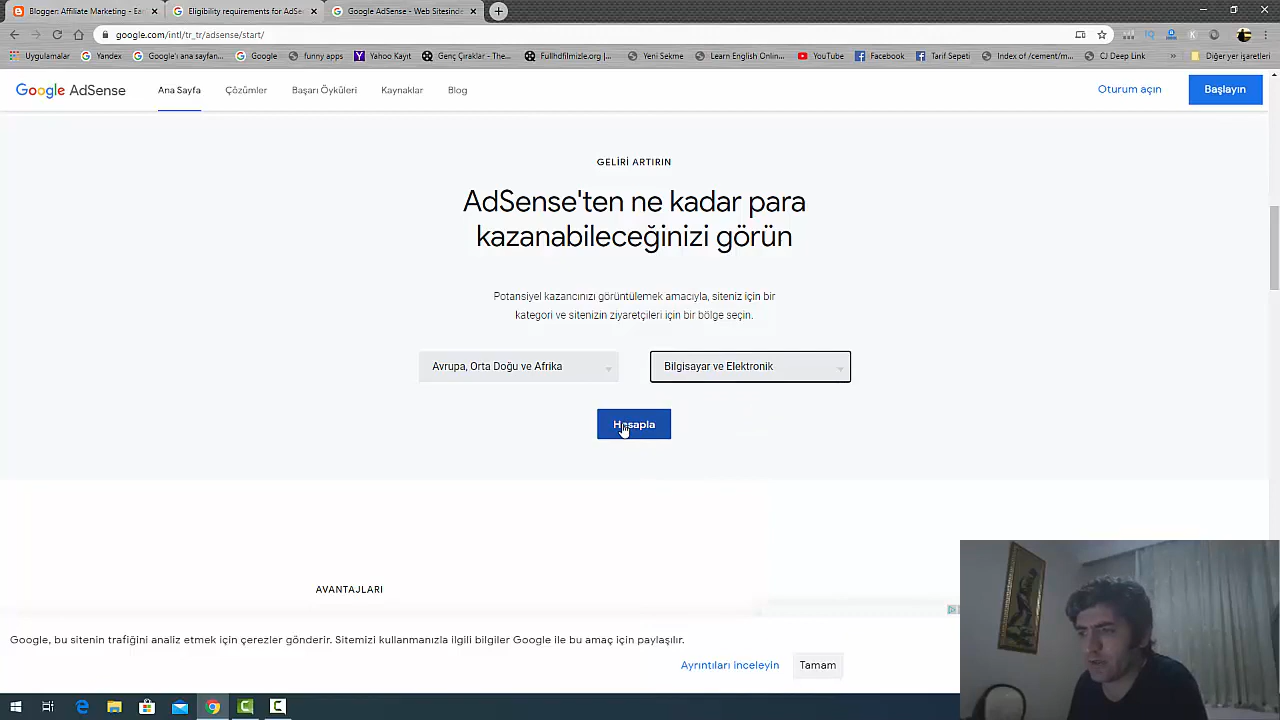 Blogger: Affiliate Marketing - Ea
Eligibility requirements for AdSe
Google AdSense - Web Sitesinde
google.com/intl/tr_tr/adsense/start/
Uygulamalar
Yandex
Google'ı ana sayfan...
Google
funny apps
Yahoo Kayıt
Genç Çıraklar - ...
Fullhdfilmizle.org |...
Yeni Sekme
Learn English Onlin...
YouTube
Facebook
Tarif Sepeti
Index of /cement/m...
CJ Deep Link
»
Diğer yer işaretleri
Google AdSense
Ana Sayfa
Çözümler
Başarı Öyküleri
Kaynaklar
Blog
Oturum açın
Başlayın
GELİRİ ARTIRIN
AdSense'ten ne kadar para
kazanabileceğinizi görün
Potansiyel kazancınızı görüntülemek amacıyla, siteniz için bir
kategori ve sitenizin ziyaretçileri için bir bölge seçin.
Avrupa, Orta Doğu ve Afrika
Bilgisayar ve Elektronik
Hesapla
AVANTAJLARI
Google, bu sitenin trafiğini analiz etmek için çerezler gönderir. Sitemizi kullanmanızla ilgili bilgiler Google ile bu amaç için paylaşılır.
Ayrıntıları inceleyin
Tamam